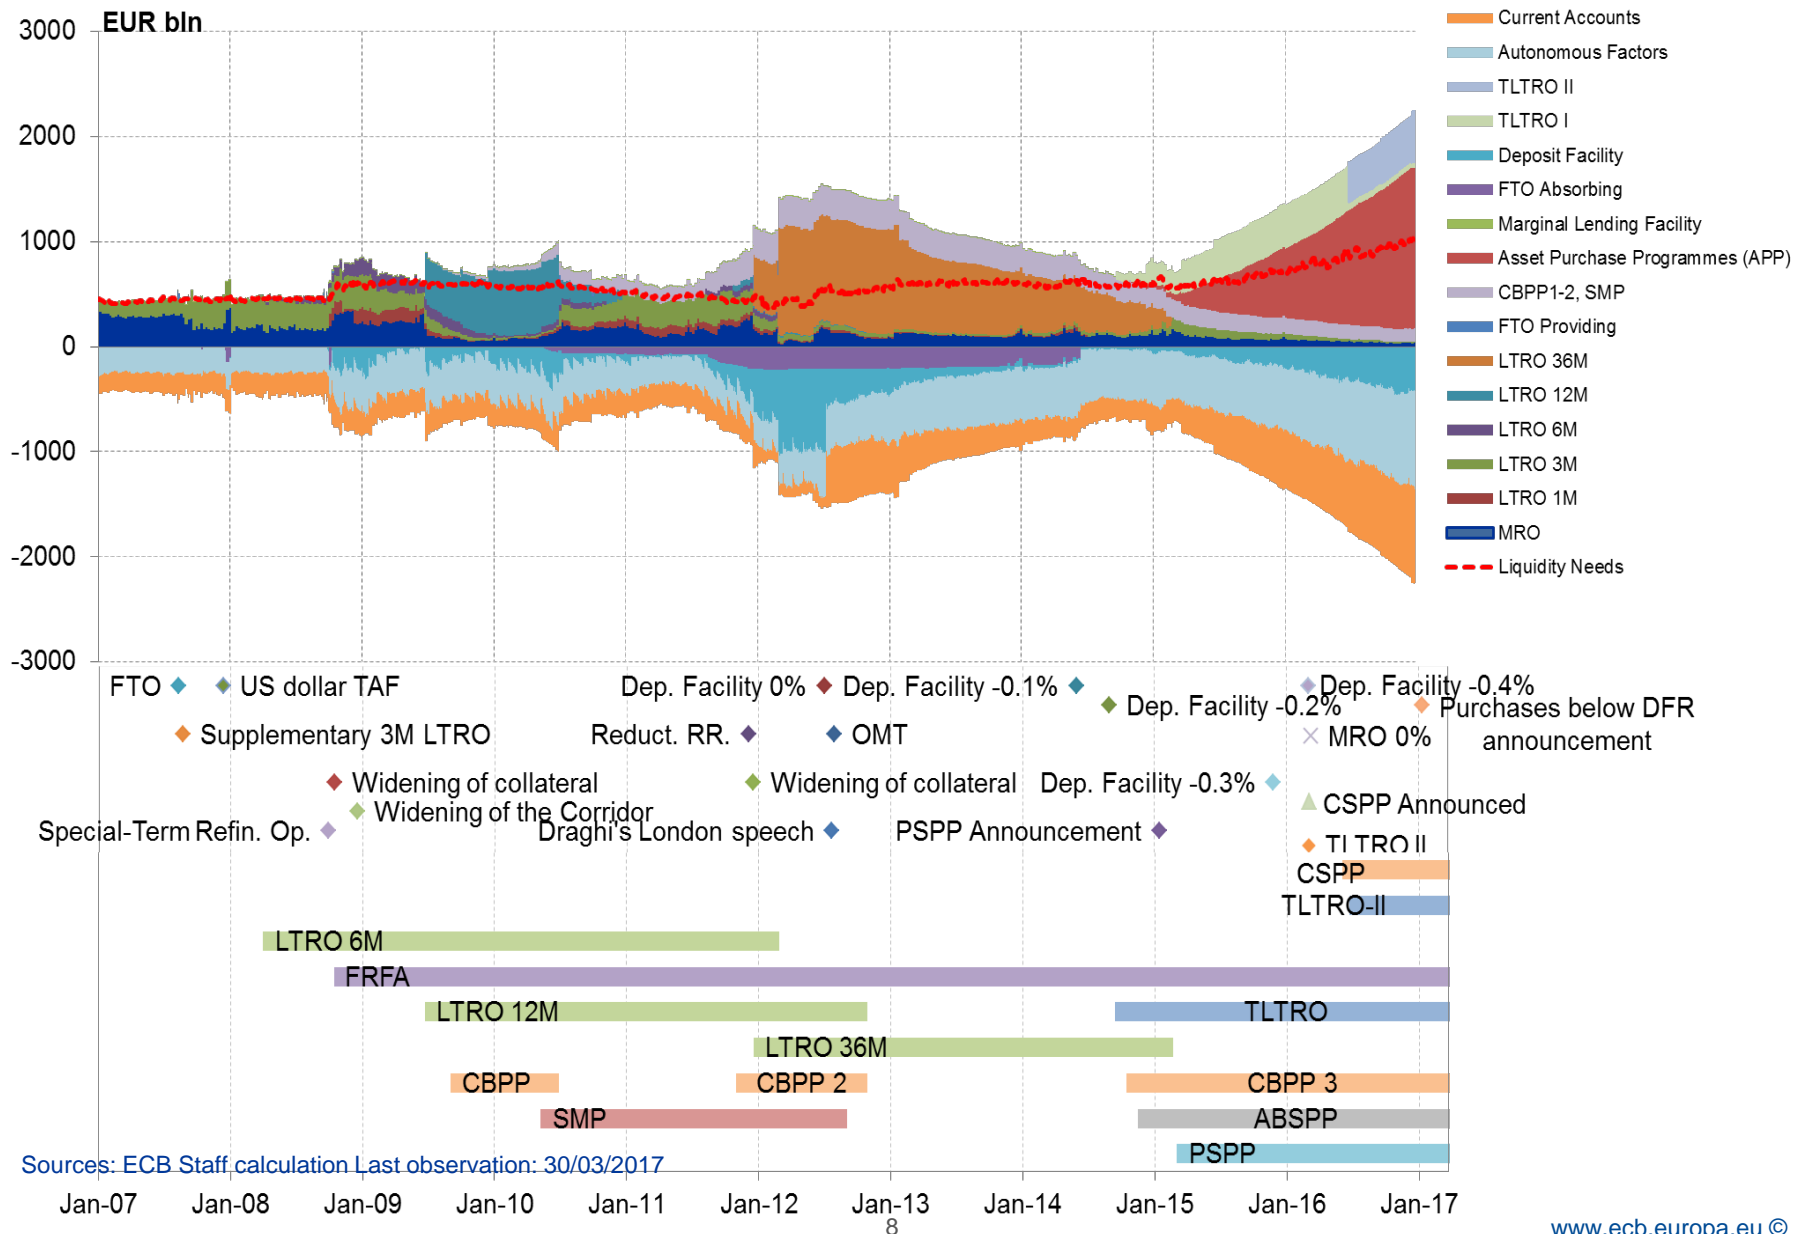 EUR bln
3000
2000
1000
0
-1000
-2000
-3000
Current Accounts
Autonomous Factors
TLTRO II
TLTRO I
Deposit Facility
FTO Absorbing
Marginal Lending Facility
Asset Purchase Programmes (APP)
CBPP1-2, SMP
FTO Providing
LTRO 36M
LTRO 12M
LTRO 6M
LTRO 3M
LTRO 1M
MRO
Liquidity Needs
FTO
US dollar TAF
Dep. Facility 0%
Dep. Facility -0.1%
Dep. Facility -0.4%
Dep. Facility -0.2%
Purchases below DFR
announcement
Supplementary 3M LTRO
Reduct. RR.
OMT
MRO 0%
Widening of collateral
Widening of collateral
Dep. Facility -0.3%
Widening of the Corridor
CSPP Announced
Special-Term Refin. Op.
Draghi's London speech
PSPP Announcement
TLTRO II
CSPP
TLTRO-II
LTRO 6M
FRFA
LTRO 12M
TLTRO
LTRO 36M
CBPP
CBPP 2
CBPP 3
SMP
ABSPP
PSPP
Sources: ECB Staff calculation Last observation: 30/03/2017
Jan-07
Jan-08
Jan-09
Jan-10
Jan-11
Jan-12
Jan-13
Jan-14
Jan-15
Jan-16
Jan-17
8
www.ecb.europa.eu ©